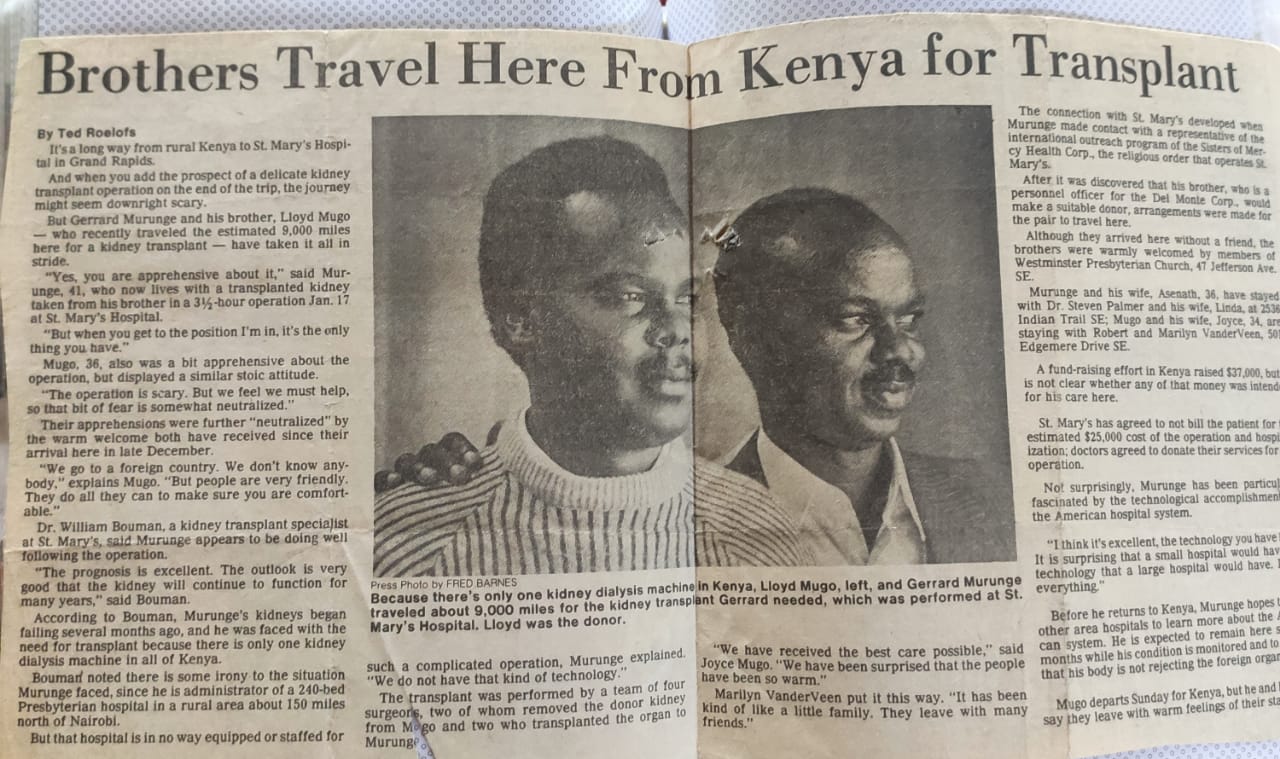 Brothers Travel Here From Kenya for Transplant
By Ted Roelofs
It's a long way from rural Kenya to St. Mary's Hospi-
tal in Grand Rapids.
And when you add the prospect of a delicate kidney
transplant operation on the end of the trip, the journey
might seem downright scary.
But Gerrard Murunge and his brother, Lloyd Mugo
— who recently traveled the estimated 9,000 miles
here for a kidney transplant — have taken it all in
stride.
"Yes, you are apprehensive about it," said Mur-
unge, 41, who now lives with a transplanted kidney
taken from his brother in a 3½-hour operation Jan. 17
at St. Mary's Hospital.
"But when you get to the position I'm in, it's the only
thing you have."
Mugo, 36, also was a bit apprehensive about the
operation, but displayed a similar stoic attitude.
"The operation is scary. But we feel we must help,
so that bit of fear is somewhat neutralized."
Their apprehensions were further "neutralized" by
the warm welcome both have received since their
arrival here in late December.
"We go to a foreign country. We don't know any-
body," explains Mugo. "But people are very friendly.
They do all they can to make sure you are comfort-
able."
Dr. William Bouman, a kidney transplant specialist
at St. Mary's, said Murunge appears to be doing well
following the operation.
"The prognosis is excellent. The outlook is very
good that the kidney will continue to function for
many years," said Bouman.
According to Bouman, Murunge's kidneys began
failing several months ago, and he was faced with the
need for transplant because there is only one kidney
dialysis machine in all of Kenya.
Bouman noted there is some irony to the situation
Murunge faced, since he is administrator of a 240-bed
Presbyterian hospital in a rural area about 150 miles
north of Nairobi.
But that hospital is in no way equipped or staffed for
Press Photo by FRED BARNES
Because there's only one kidney dialysis machine in Kenya, Lloyd Mugo, left, and Gerrard Murunge
traveled about 9,000 miles for the kidney transplant Gerrard needed, which was performed at St.
Mary's Hospital. Lloyd was the donor.
such a complicated operation, Murunge explained.
"We do not have that kind of technology."
The transplant was performed by a team of four
surgeons, two of whom removed the donor kidney
from Mugo and two who transplanted the organ to
Murunge.
"We have received the best care possible," said
Joyce Mugo. "We have been surprised that the people
have been so warm."
Marilyn VanderVeen put it this way. "It has been
kind of like a little family. They leave with many
friends."
The connection with St. Mary's developed when
Murunge made contact with a representative of the
international outreach program of the Sisters of Mer-
cy Health Corp., the religious order that operates St.
Mary's.
After it was discovered that his brother, who is a
personnel officer for the Del Monte Corp., would
make a suitable donor, arrangements were made for
the pair to travel here.
Although they arrived here without a friend, the
brothers were warmly welcomed by members of
Westminster Presbyterian Church, 47 Jefferson Ave.
SE.
Murunge and his wife, Asenath, 36, have stayed
with Dr. Steven Palmer and his wife, Linda, at 2536
Indian Trail SE; Mugo and his wife, Joyce, 34, are
staying with Robert and Marilyn VanderVeen, 50
Edgemere Drive SE.
A fund-raising effort in Kenya raised $37,000, but
is not clear whether any of that money was intend
for his care here.
St. Mary's has agreed to not bill the patient for
estimated $25,000 cost of the operation and hosp
ization; doctors agreed to donate their services for
operation.
Not surprisingly, Murunge has been particul
fascinated by the technological accomplishmen
the American hospital system.
"I think it's excellent, the technology you have
It is surprising that a small hospital would hav
technology that a large hospital would have. I
everything."
Before he returns to Kenya, Murunge hopes
other area hospitals to learn more about the
can system. He is expected to remain here s
months while his condition is monitored and to
that his body is not rejecting the foreign organ
Mugo departs Sunday for Kenya, but he and
say they leave with warm feelings of their sta